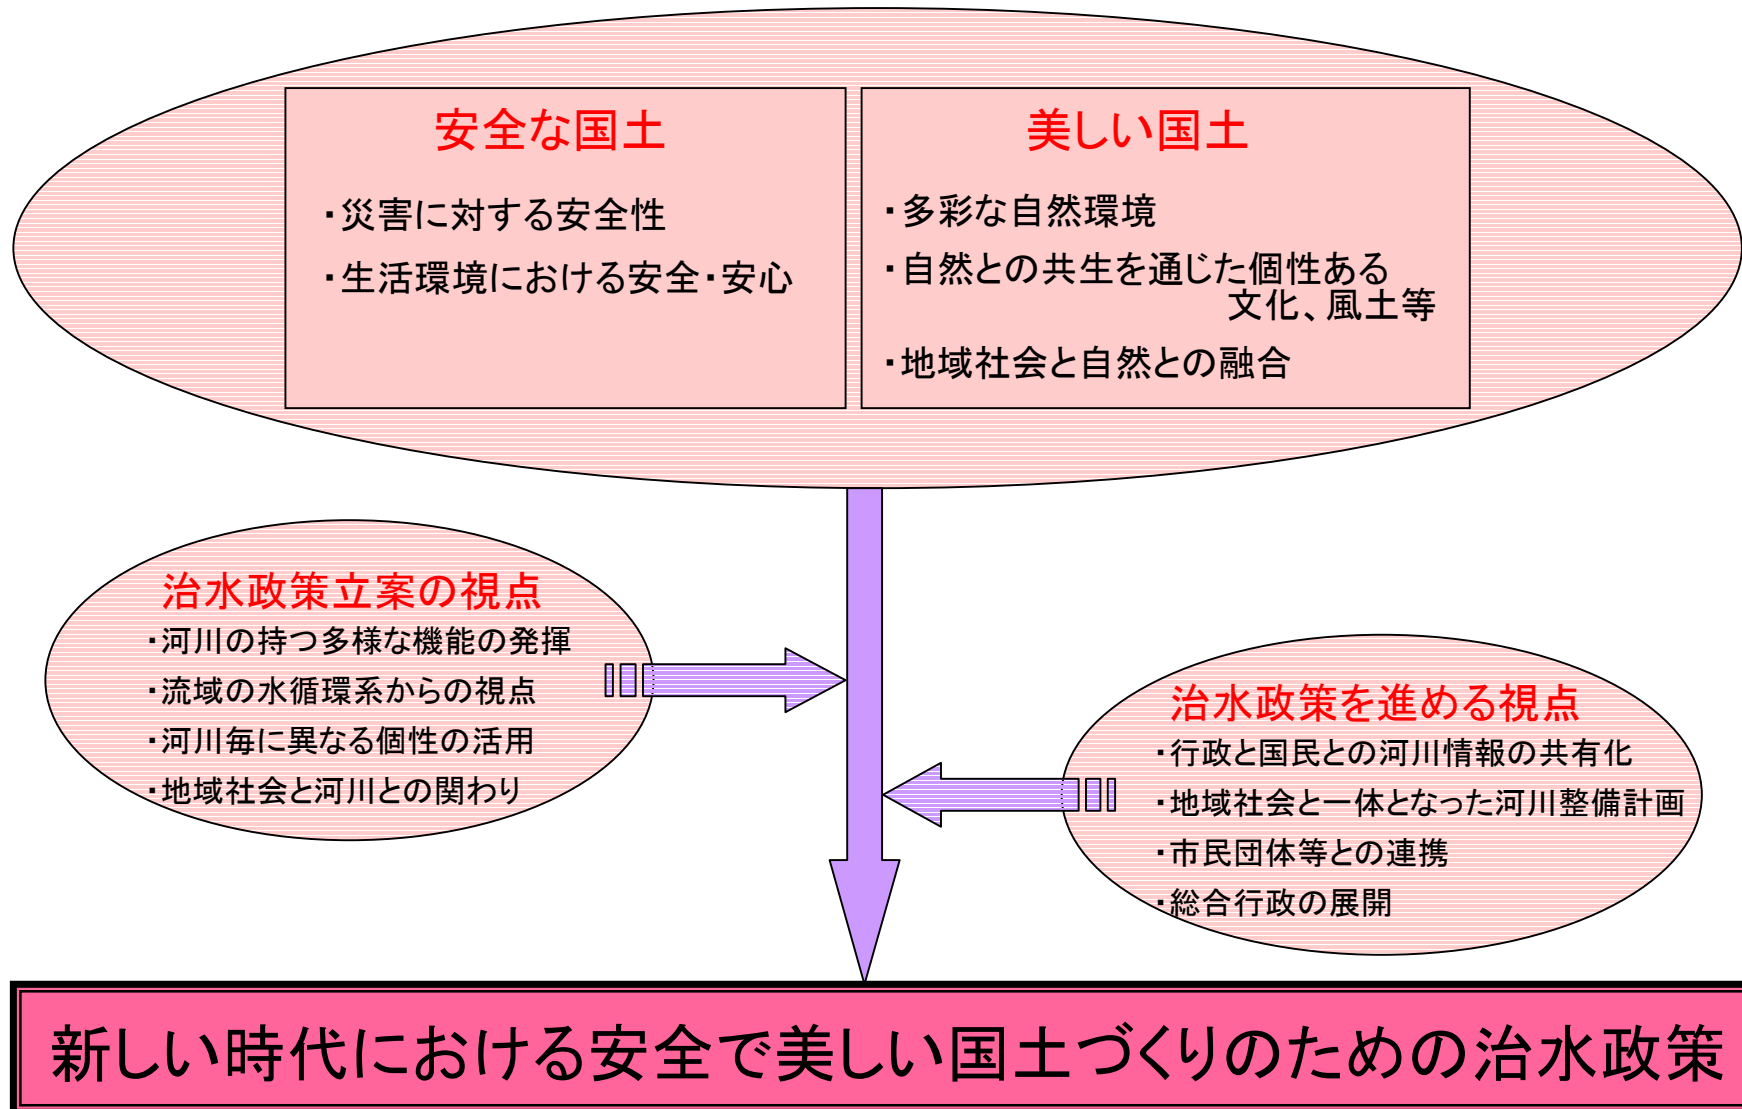 安全な国土
・災害に対する安全性
・生活環境における安全・安心
美しい国土
・多彩な自然環境
・自然との共生を通じた個性ある
文化、風土等
・地域社会と自然との融合
治水政策立案の視点
・河川の持つ多様な機能の発揮
・流域の水循環系からの視点
・河川毎に異なる個性の活用
・地域社会と河川との関わり
治水政策を進める視点
・行政と国民との河川情報の共有化
・地域社会と一体となった河川整備計画
・市民団体等との連携
・総合行政の展開
新しい時代における安全で美しい国土づくりのための治水政策